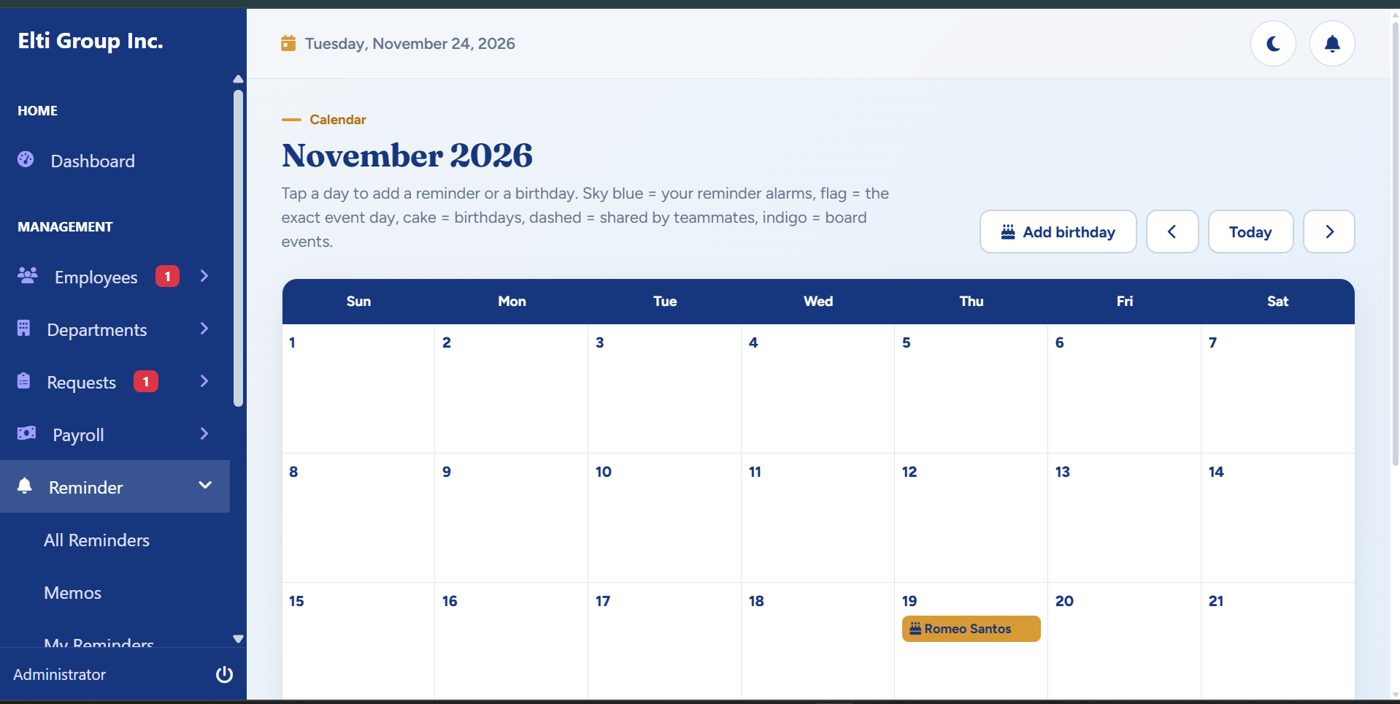 Elti Group Inc.
HOME
Dashboard
MANAGEMENT
Employees 1
Departments
Requests 1
Payroll
Reminder
All Reminders
Memos
My Reminders
Administrator
Tuesday, November 24, 2026
Calendar
November 2026
Tap a day to add a reminder or a birthday. Sky blue = your reminder alarms, flag = the
exact event day, cake = birthdays, dashed = shared by teammates, indigo = board
events.
Add birthday
Today
Sun Mon Tue Wed Thu Fri Sat
1 2 3 4 5 6 7
8 9 10 11 12 13 14
15 16 17 18 19 20 21
Romeo Santos